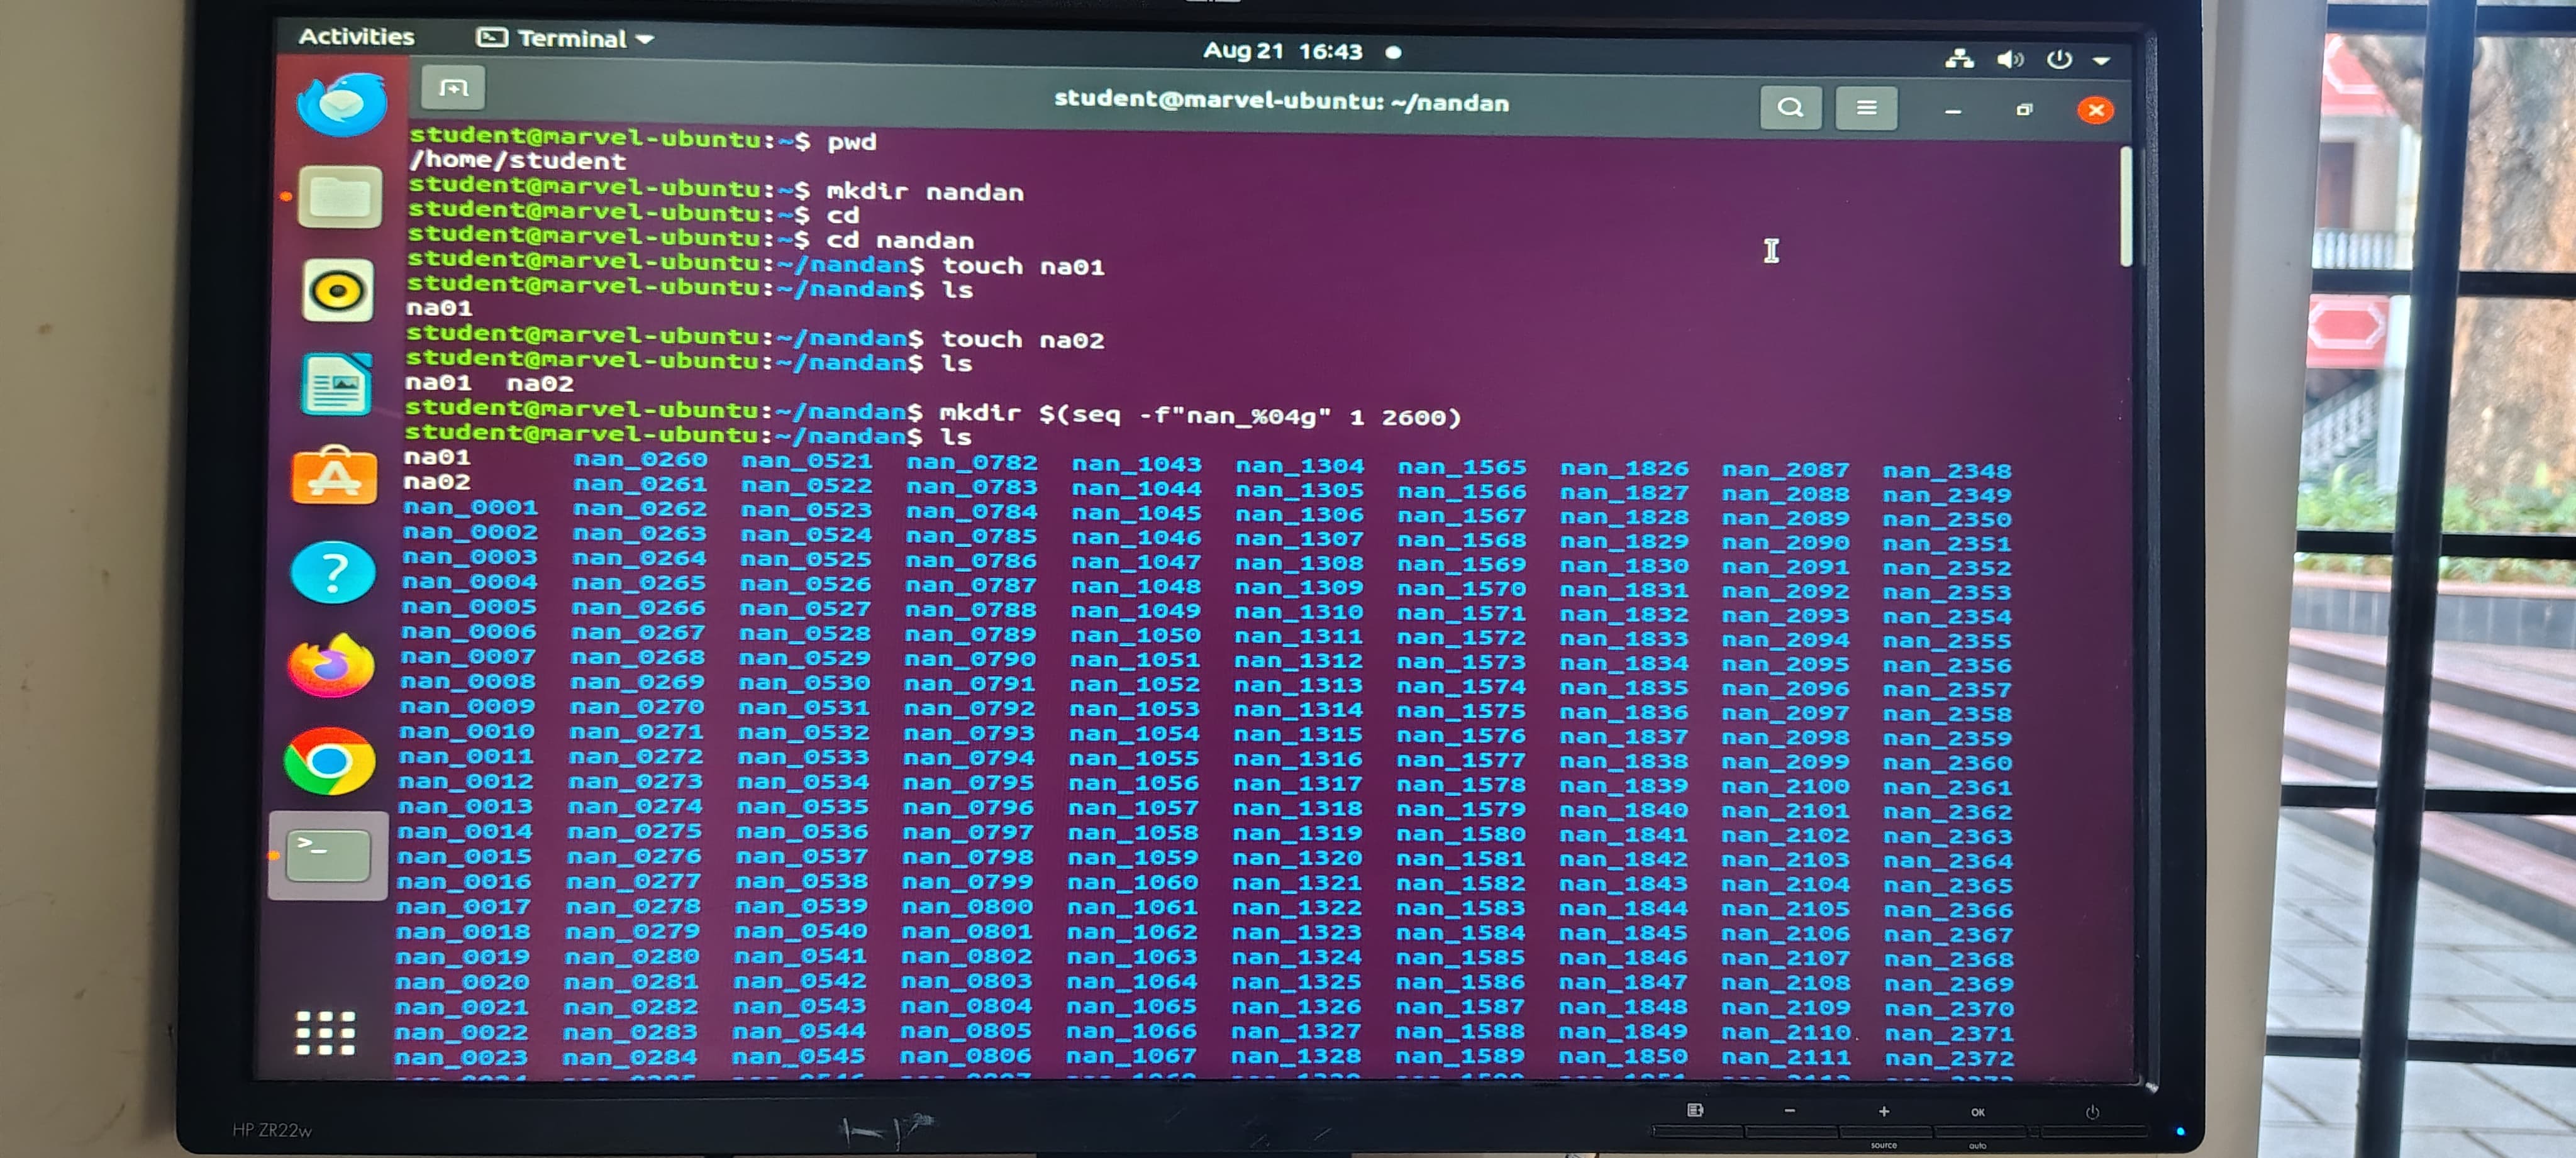 Activities Terminal Aug 21 16:43
student@marvel-ubuntu: ~/nandan
student@marvel-ubuntu:~$ pwd
/home/student
student@marvel-ubuntu:~$ mkdir nandan
student@marvel-ubuntu:~$ cd
student@marvel-ubuntu:~$ cd nandan
student@marvel-ubuntu:~/nandan$ touch na01
student@marvel-ubuntu:~/nandan$ ls
na01
student@marvel-ubuntu:~/nandan$ touch na02
student@marvel-ubuntu:~/nandan$ ls
na01 na02
student@marvel-ubuntu:~/nandan$ mkdir $(seq -f"nan_%04g" 1 2600)
student@marvel-ubuntu:~/nandan$ ls
na01 nan_0260 nan_0521 nan_0782 nan_1043 nan_1304 nan_1565 nan_1826 nan_2087 nan_2348
na02 nan_0261 nan_0522 nan_0783 nan_1044 nan_1305 nan_1566 nan_1827 nan_2088 nan_2349
nan_0001 nan_0262 nan_0523 nan_0784 nan_1045 nan_1306 nan_1567 nan_1828 nan_2089 nan_2350
nan_0002 nan_0263 nan_0524 nan_0785 nan_1046 nan_1307 nan_1568 nan_1829 nan_2090 nan_2351
nan_0003 nan_0264 nan_0525 nan_0786 nan_1047 nan_1308 nan_1569 nan_1830 nan_2091 nan_2352
nan_0004 nan_0265 nan_0526 nan_0787 nan_1048 nan_1309 nan_1570 nan_1831 nan_2092 nan_2353
nan_0005 nan_0266 nan_0527 nan_0788 nan_1049 nan_1310 nan_1571 nan_1832 nan_2093 nan_2354
nan_0006 nan_0267 nan_0528 nan_0789 nan_1050 nan_1311 nan_1572 nan_1833 nan_2094 nan_2355
nan_0007 nan_0268 nan_0529 nan_0790 nan_1051 nan_1312 nan_1573 nan_1834 nan_2095 nan_2356
nan_0008 nan_0269 nan_0530 nan_0791 nan_1052 nan_1313 nan_1574 nan_1835 nan_2096 nan_2357
nan_0009 nan_0270 nan_0531 nan_0792 nan_1053 nan_1314 nan_1575 nan_1836 nan_2097 nan_2358
nan_0010 nan_0271 nan_0532 nan_0793 nan_1054 nan_1315 nan_1576 nan_1837 nan_2098 nan_2359
nan_0011 nan_0272 nan_0533 nan_0794 nan_1055 nan_1316 nan_1577 nan_1838 nan_2099 nan_2360
nan_0012 nan_0273 nan_0534 nan_0795 nan_1056 nan_1317 nan_1578 nan_1839 nan_2100 nan_2361
nan_0013 nan_0274 nan_0535 nan_0796 nan_1057 nan_1318 nan_1579 nan_1840 nan_2101 nan_2362
nan_0014 nan_0275 nan_0536 nan_0797 nan_1058 nan_1319 nan_1580 nan_1841 nan_2102 nan_2363
nan_0015 nan_0276 nan_0537 nan_0798 nan_1059 nan_1320 nan_1581 nan_1842 nan_2103 nan_2364
nan_0016 nan_0277 nan_0538 nan_0799 nan_1060 nan_1321 nan_1582 nan_1843 nan_2104 nan_2365
nan_0017 nan_0278 nan_0539 nan_0800 nan_1061 nan_1322 nan_1583 nan_1844 nan_2105 nan_2366
nan_0018 nan_0279 nan_0540 nan_0801 nan_1062 nan_1323 nan_1584 nan_1845 nan_2106 nan_2367
nan_0019 nan_0280 nan_0541 nan_0802 nan_1063 nan_1324 nan_1585 nan_1846 nan_2107 nan_2368
nan_0020 nan_0281 nan_0542 nan_0803 nan_1064 nan_1325 nan_1586 nan_1847 nan_2108 nan_2369
nan_0021 nan_0282 nan_0543 nan_0804 nan_1065 nan_1326 nan_1587 nan_1848 nan_2109 nan_2370
nan_0022 nan_0283 nan_0544 nan_0805 nan_1066 nan_1327 nan_1588 nan_1849 nan_2110 nan_2371
nan_0023 nan_0284 nan_0545 nan_0806 nan_1067 nan_1328 nan_1589 nan_1850 nan_2111 nan_2372
HP ZR22w
− + OK
source auto